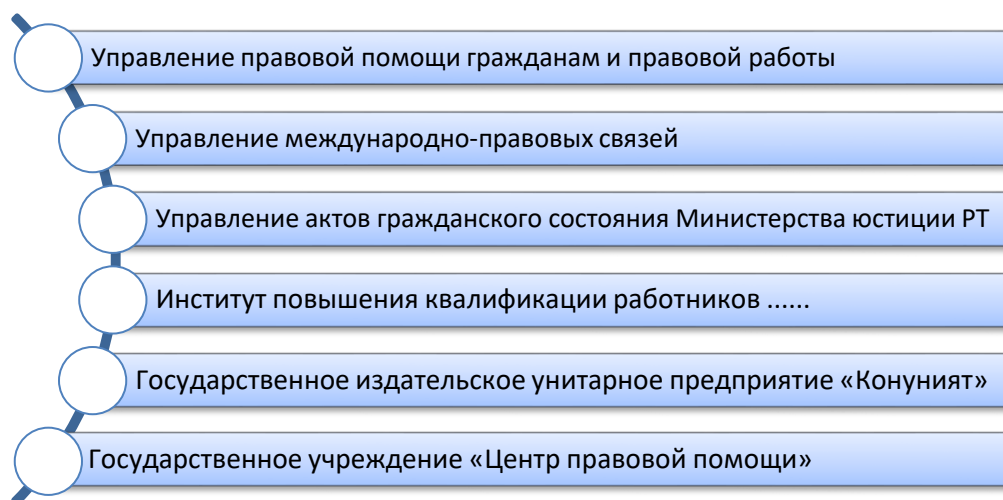 Управление правовой помощи гражданам и правовой работы
Управление международно-правовых связей
Управление актов гражданского состояния Министерства юстиции РТ
Институт повышения квалификации работников ......
Государственное издательское унитарное предприятие «Конуният»
Государственное учреждение «Центр правовой помощи»